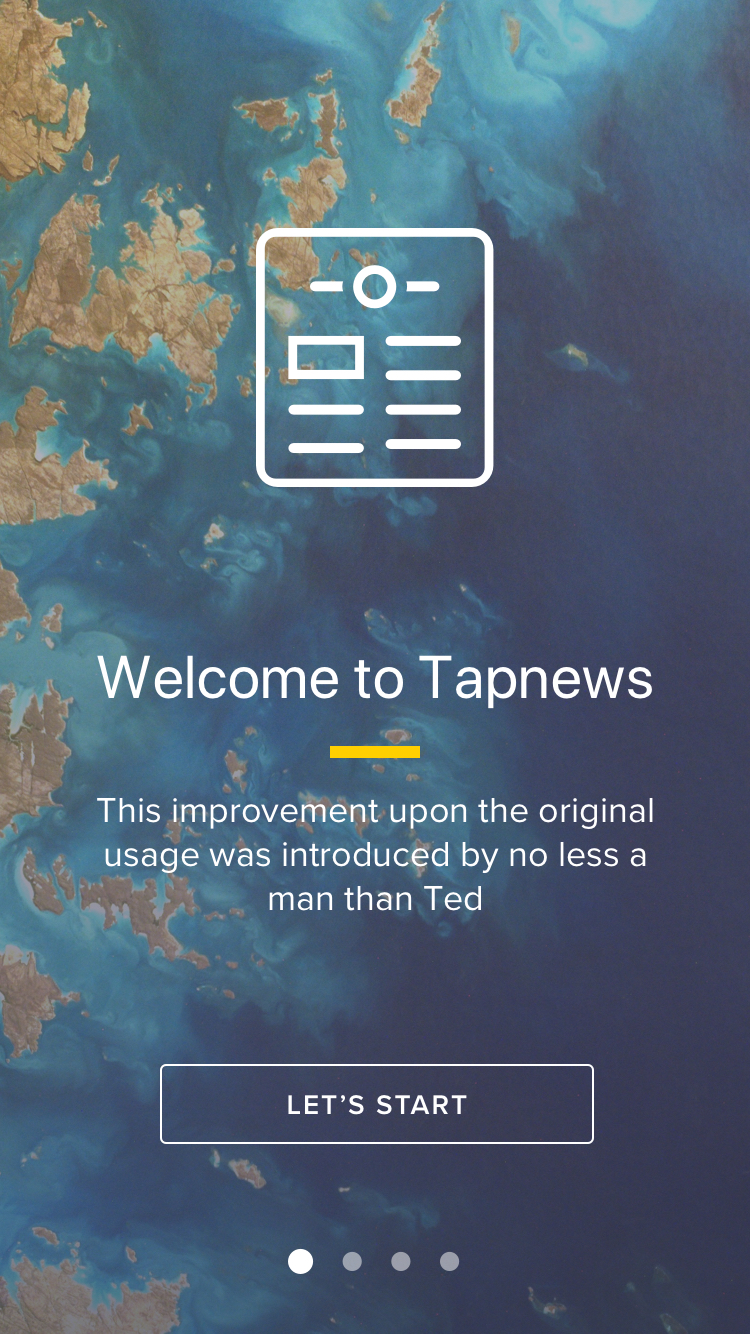 Welcome to Tapnews
This improvement upon the original
usage was introduced by no less a
man than Ted
LET’S START